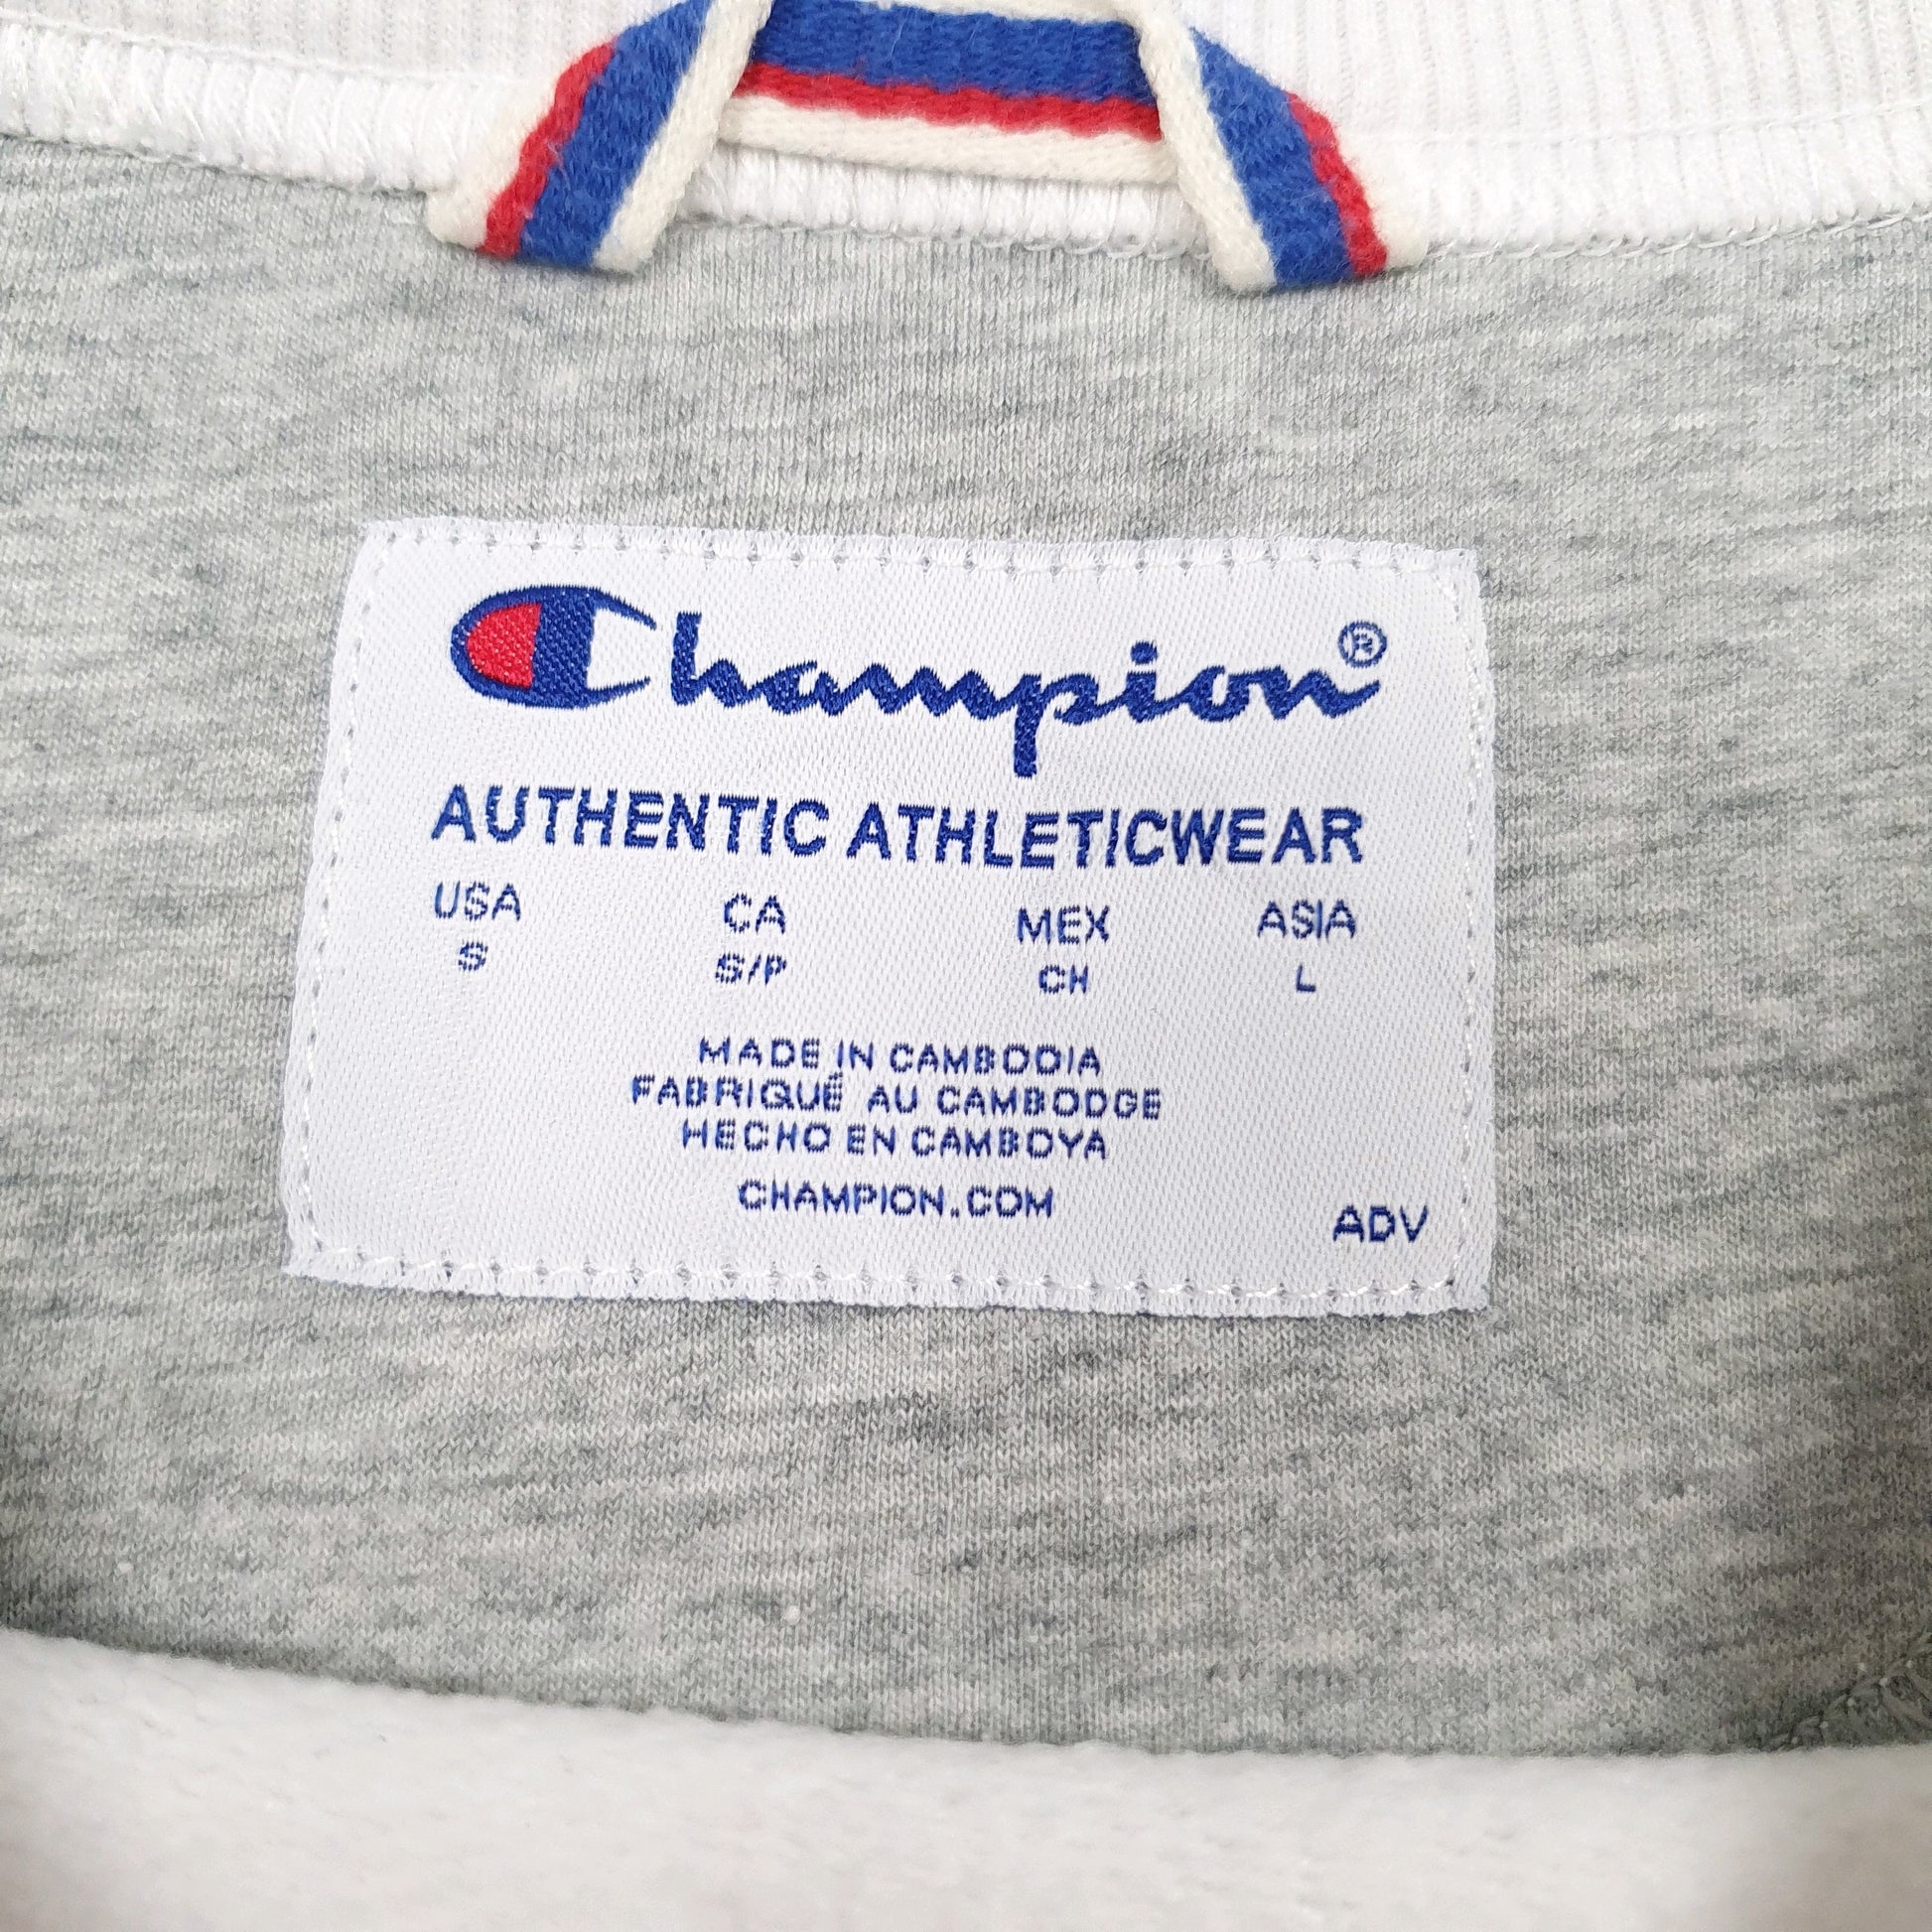 Champion®
AUTHENTIC ATHLETICWEAR
USA CA MEX ASIA
S S/P CH L
MADE IN CAMBODIA
FABRIQUÉ AU CAMBODGE
HECHO EN CAMBOYA
CHAMPION.COM
ADV